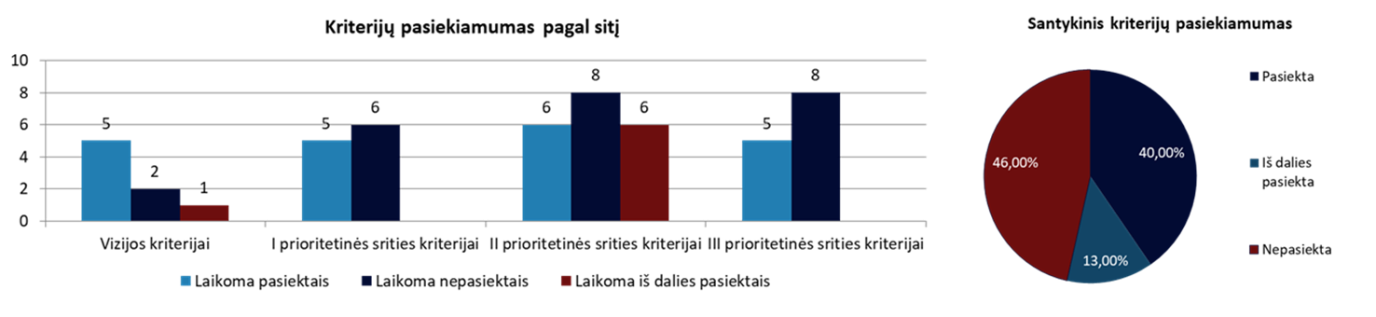 Kriterijų pasiekiamumas pagal sitį
10
8
6
4
2
0
5
2
1
5
6
6
8
6
5
8
Vizijos kriterijai
I prioritetinės srities kriterijai
II prioritetinės srities kriterijai
III prioritetinės srities kriterijai
Laikoma pasiektais
Laikoma nepasiektais
Laikoma iš dalies pasiektais
Santykinis kriterijų pasiekiamumas
46,00%
40,00%
13,00%
Pasiekta
Iš dalies
pasiekta
Nepasiekta